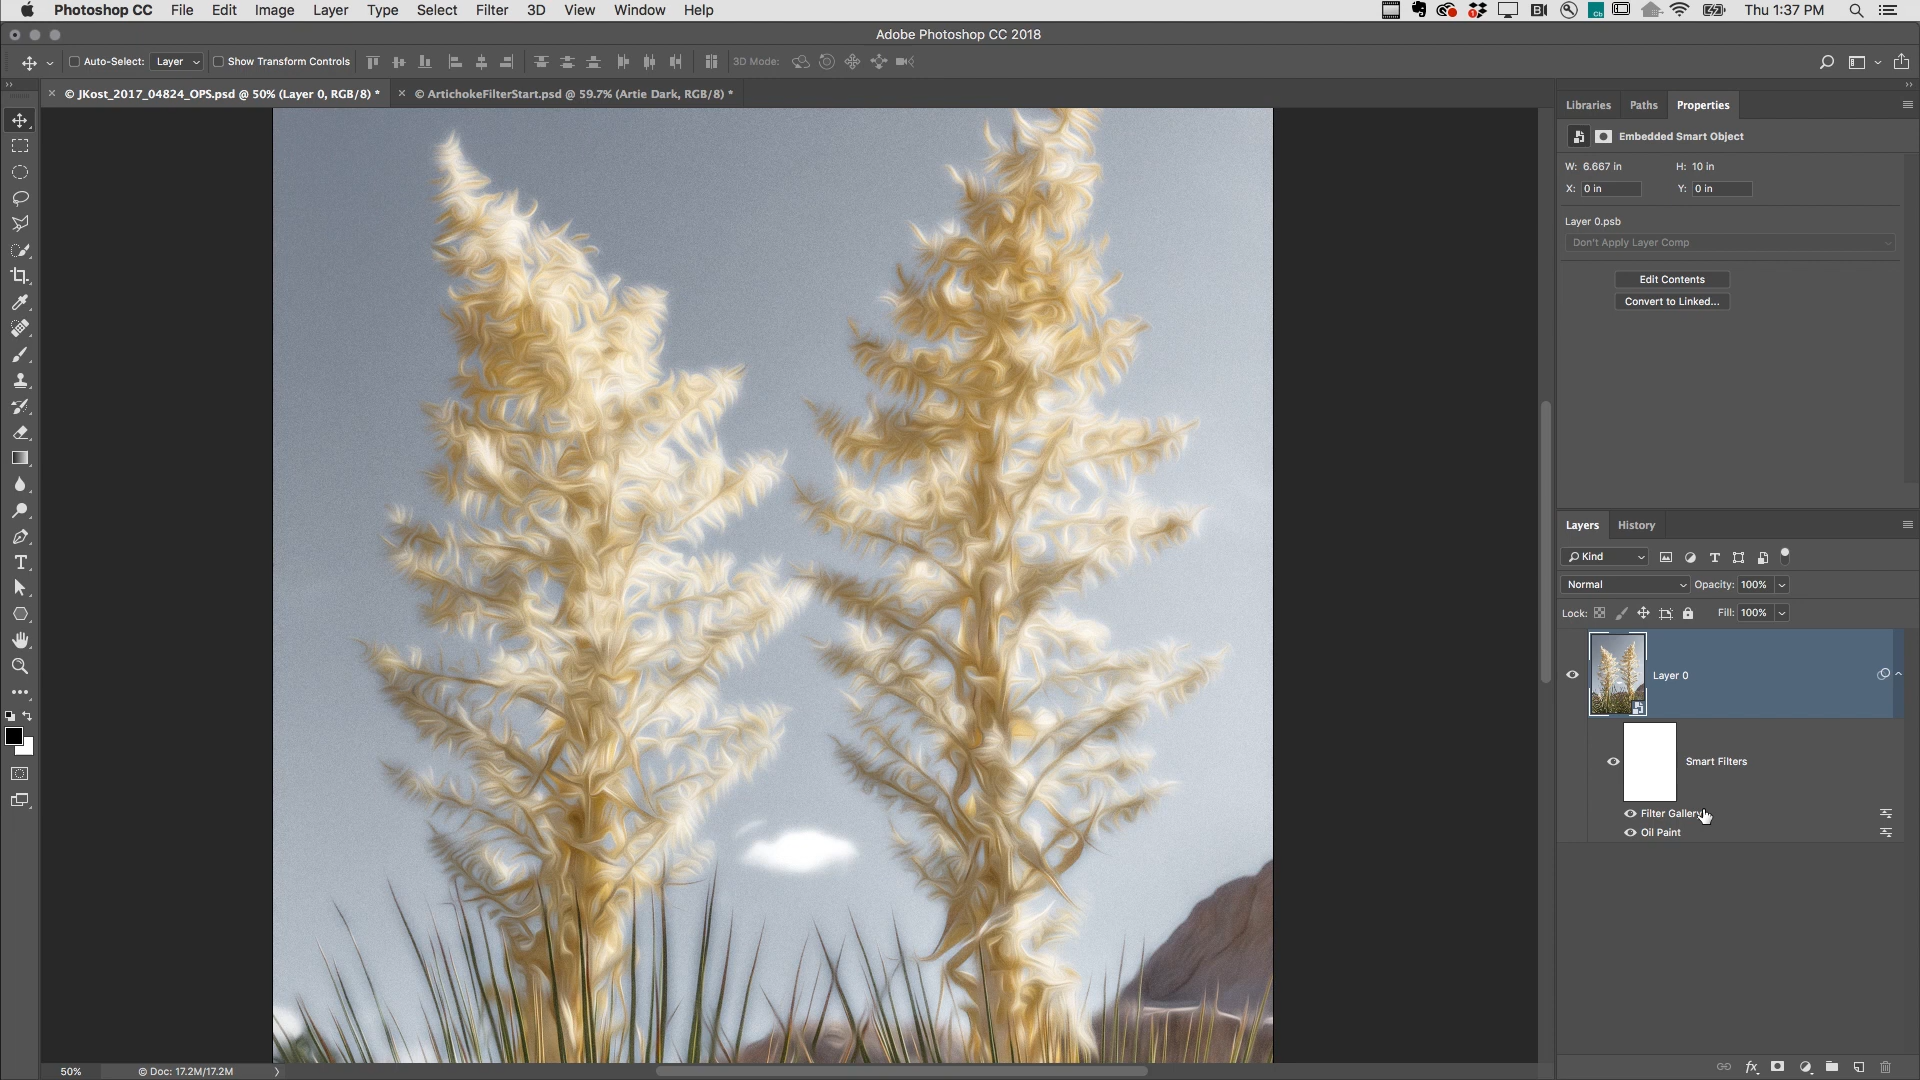 Photoshop CC File Edit Image Layer Type Select Filter 3D View Window Help Thu 1:37 PM
Adobe Photoshop CC 2018
Auto-Select: Layer Show Transform Controls 3D Mode:
© JKost_2017_04824_OPS.psd @ 50% (Layer 0, RGB/8) * © ArtichokeFilterStart.psd @ 59.7% (Artie Dark, RGB/8) *
Libraries Paths Properties
Embedded Smart Object
W: 6.667 in H: 10 in
X: 0 in Y: 0 in
Layer 0.psb
Don't Apply Layer Comp
Edit Contents
Convert to Linked...
Layers History
Kind
Normal Opacity: 100%
Lock: Fill: 100%
Layer 0
Smart Filters
Filter Gallery
Oil Paint
50% © Doc: 17.2M/17.2M